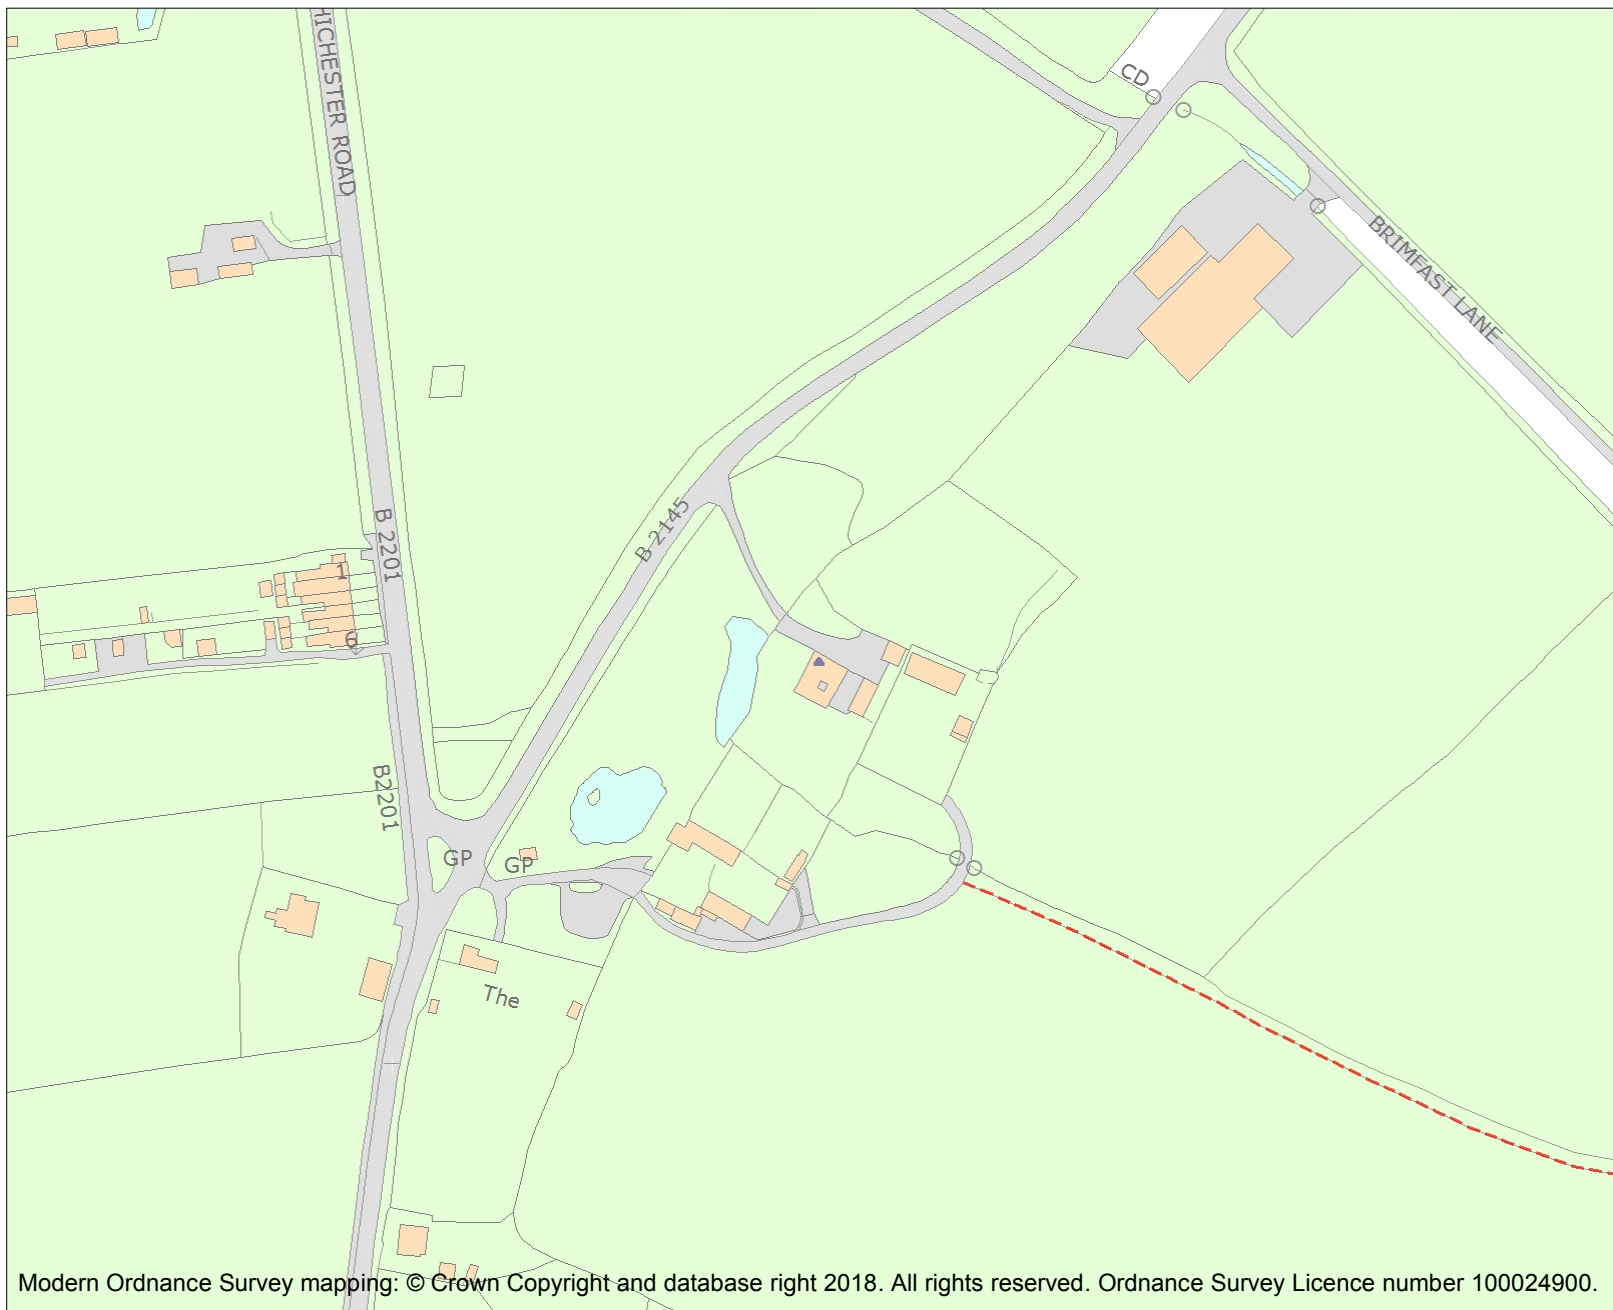 HICHESTER ROAD
CD
BRIMFAST LANE
B 2145
B 2201
1
6
B2201
GP
GP
The
Modern Ordnance Survey mapping: © Crown Copyright and database right 2018. All rights reserved. Ordnance Survey Licence number 100024900.